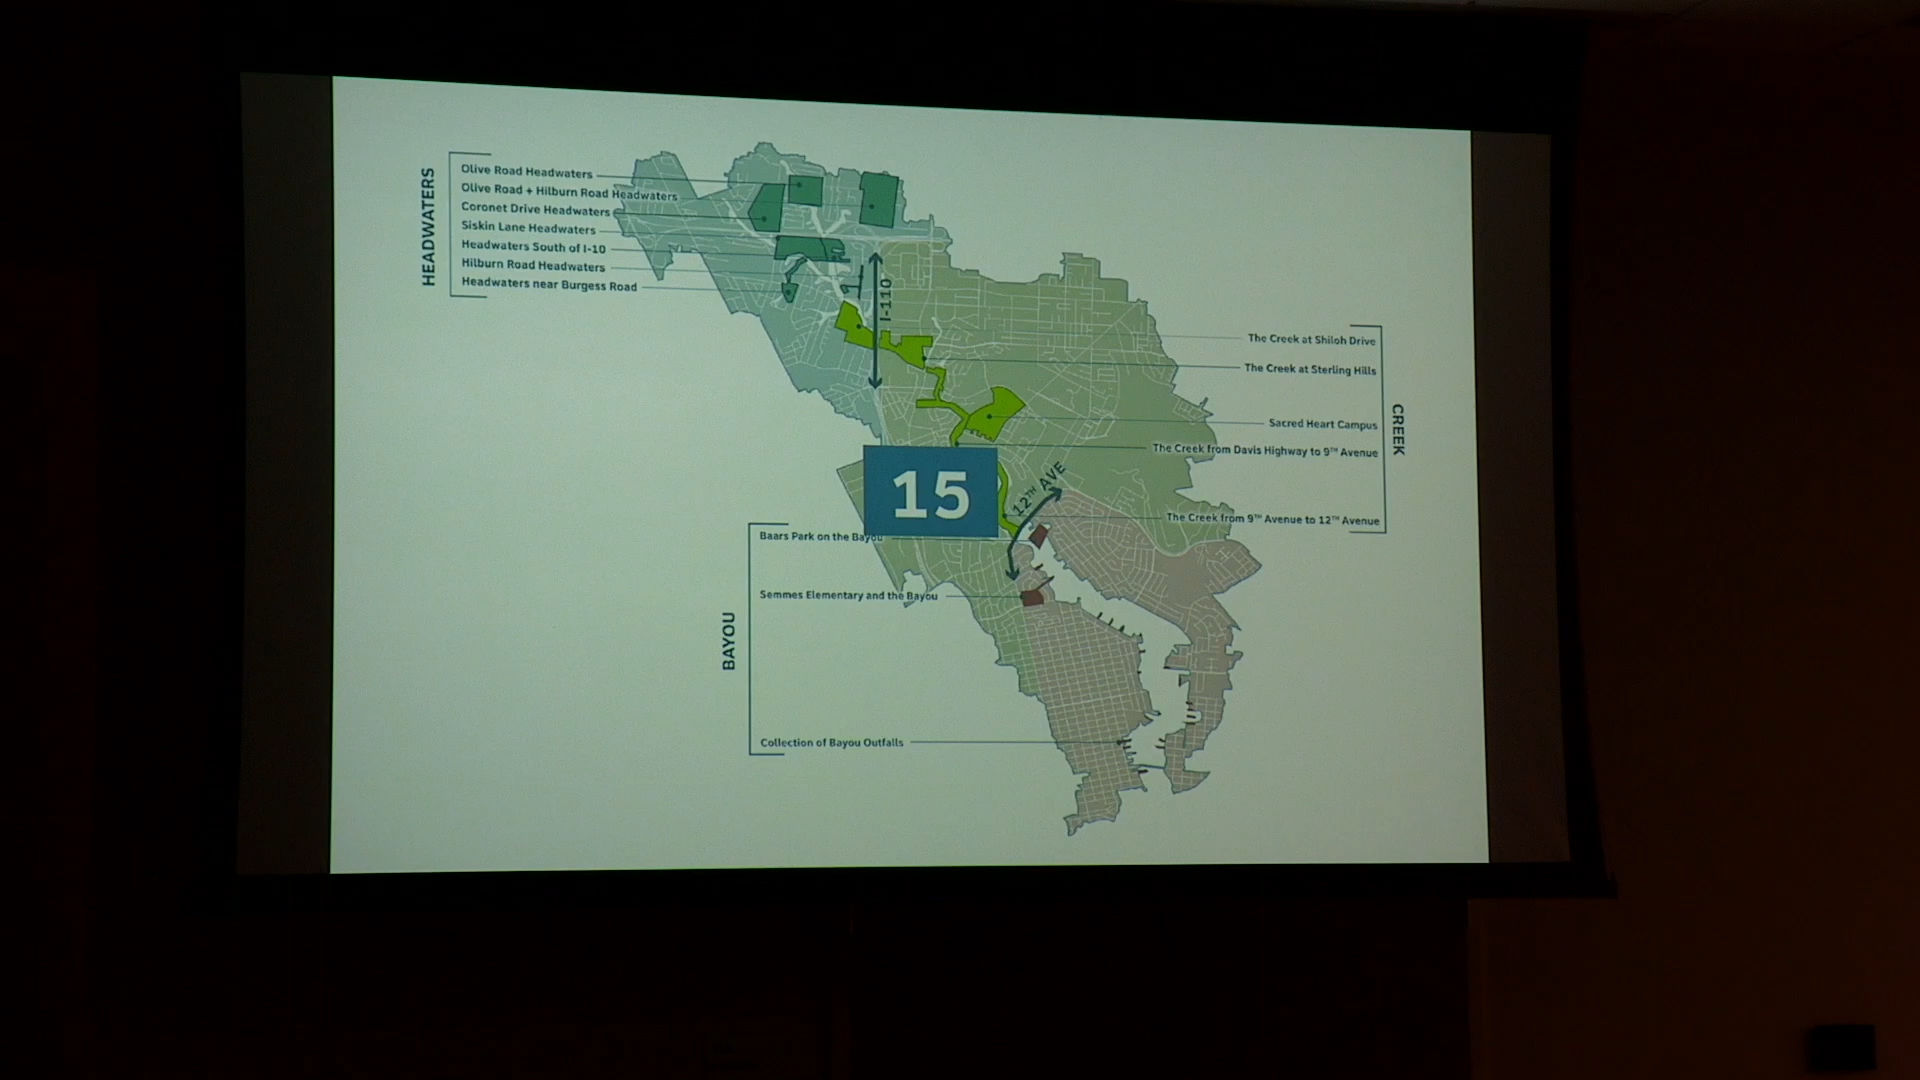 HEADWATERS
Olive Road Headwaters
Olive Road + Hilburn Road Headwaters
Coronet Drive Headwaters
Siskin Lane Headwaters
Headwaters South of I-10
Hilburn Road Headwaters
Headwaters near Burgess Road
I-110
The Creek at Shiloh Drive
The Creek at Sterling Hills
Sacred Heart Campus
The Creek from Davis Highway to 9TH Avenue
The Creek from 9TH Avenue to 12TH Avenue
CREEK
15
12TH AVE
BAYOU
Baars Park on the Bayou
Semmes Elementary and the Bayou
Collection of Bayou Outfalls